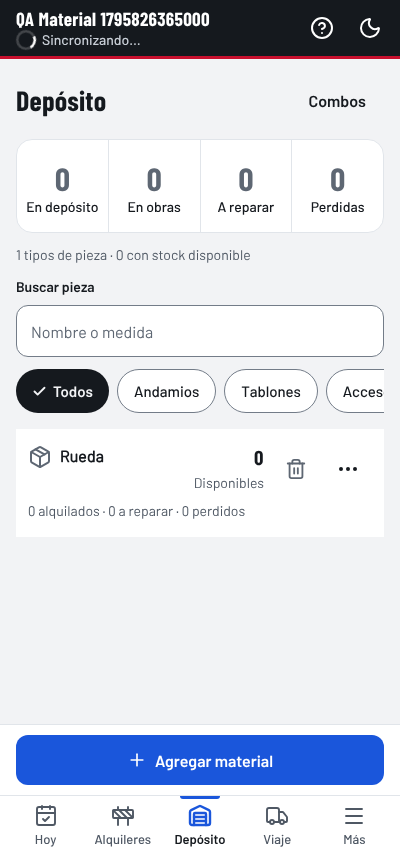 QA Material 1795826365000
Sincronizando...
Depósito
Combos
0
En depósito
0
En obras
0
A reparar
0
Perdidas
1 tipos de pieza · 0 con stock disponible
Buscar pieza
Nombre o medida
Todos
Andamios
Tablones
Acces
Rueda
0
Disponibles
0 alquilados · 0 a reparar · 0 perdidos
Agregar material
Hoy
Alquileres
Depósito
Viaje
Más